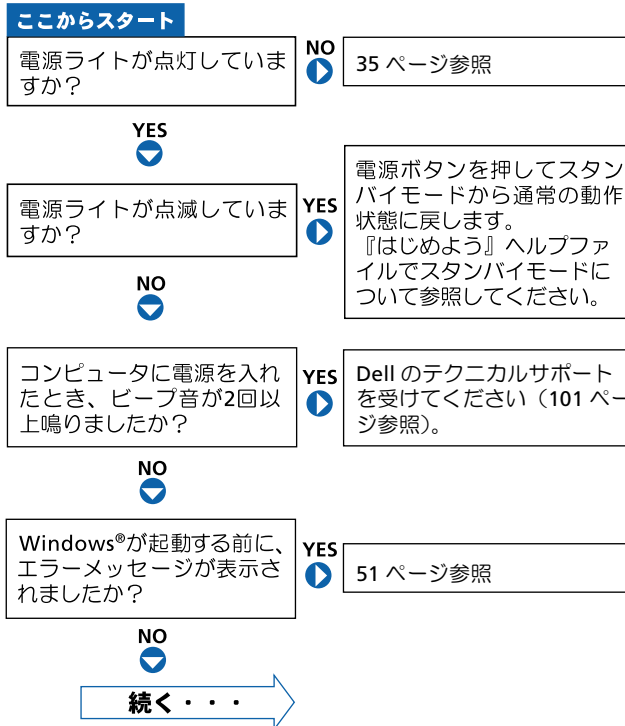 ここからスタート
電源ライトが点灯していま
すか？
NO
35 ページ参照
YES
電源ライトが点滅していま
すか？
YES
電源ボタンを押してスタン
バイモードから通常の動作
状態に戻します。
『はじめよう』ヘルプファ
イルでスタンバイモードに
ついて参照してください。
NO
コンピュータに電源を入れ
たとき、ビープ音が2回以
上鳴りましたか？
YES
Dell のテクニカルサポート
を受けてください（101 ペー
ジ参照）。
NO
Windows®が起動する前に、
エラーメッセージが表示さ
れましたか？
YES
51 ページ参照
NO
続く・・・